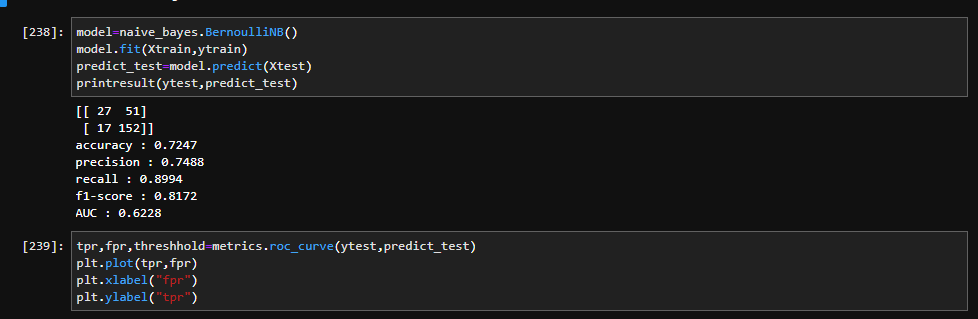 [238]: model=naive_bayes.BernoulliNB()
model.fit(Xtrain,ytrain)
predict_test=model.predict(Xtest)
printresult(ytest,predict_test)
[[ 27  51]
 [ 17 152]]
accuracy : 0.7247
precision : 0.7488
recall : 0.8994
f1-score : 0.8172
AUC : 0.6228
[239]: tpr,fpr,threshhold=metrics.roc_curve(ytest,predict_test)
plt.plot(tpr,fpr)
plt.xlabel("fpr")
plt.ylabel("tpr")